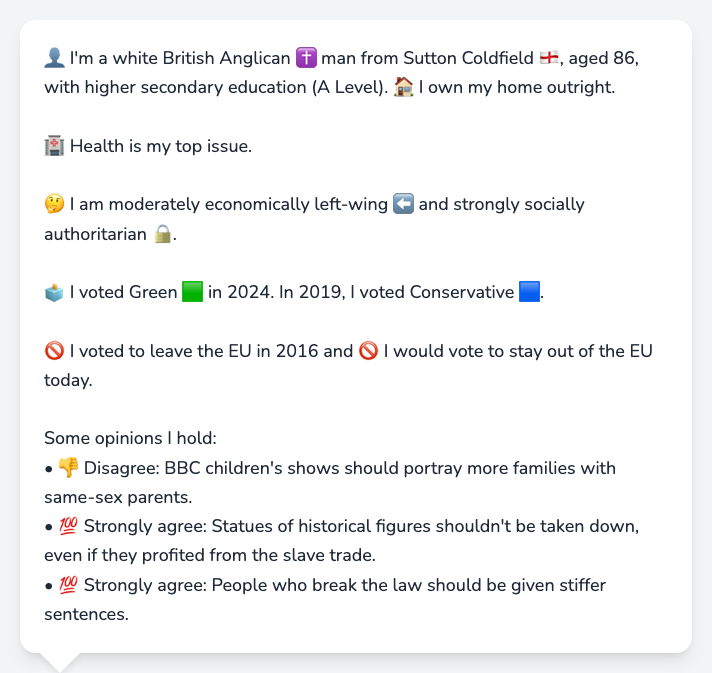 👤 I'm a white British Anglican ✝️ man from Sutton Coldfield 🏴󠁧󠁢󠁥󠁮󠁧󠁿, aged 86,
with higher secondary education (A Level). 🏠 I own my home outright.
🏥 Health is my top issue.
🤔 I am moderately economically left-wing ⬅️ and strongly socially
authoritarian 🔒.
🗳️ I voted Green 🟩 in 2024. In 2019, I voted Conservative 🟦.
🚫 I voted to leave the EU in 2016 and 🚫 I would vote to stay out of the EU
today.
Some opinions I hold:
• 👎 Disagree: BBC children's shows should portray more families with
same-sex parents.
• 💯 Strongly agree: Statues of historical figures shouldn't be taken down,
even if they profited from the slave trade.
• 💯 Strongly agree: People who break the law should be given stiffer
sentences.